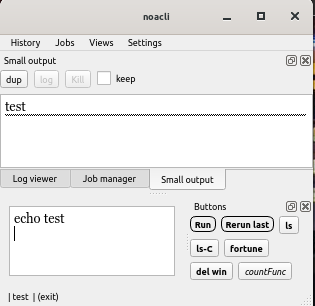 noacli
History Jobs Views Settings
Small output
dup log Kill keep
test
Log viewer Job manager Small output
echo test
Buttons
Run Rerun last ls
ls-C fortune
del win countFunc
| test | (exit)